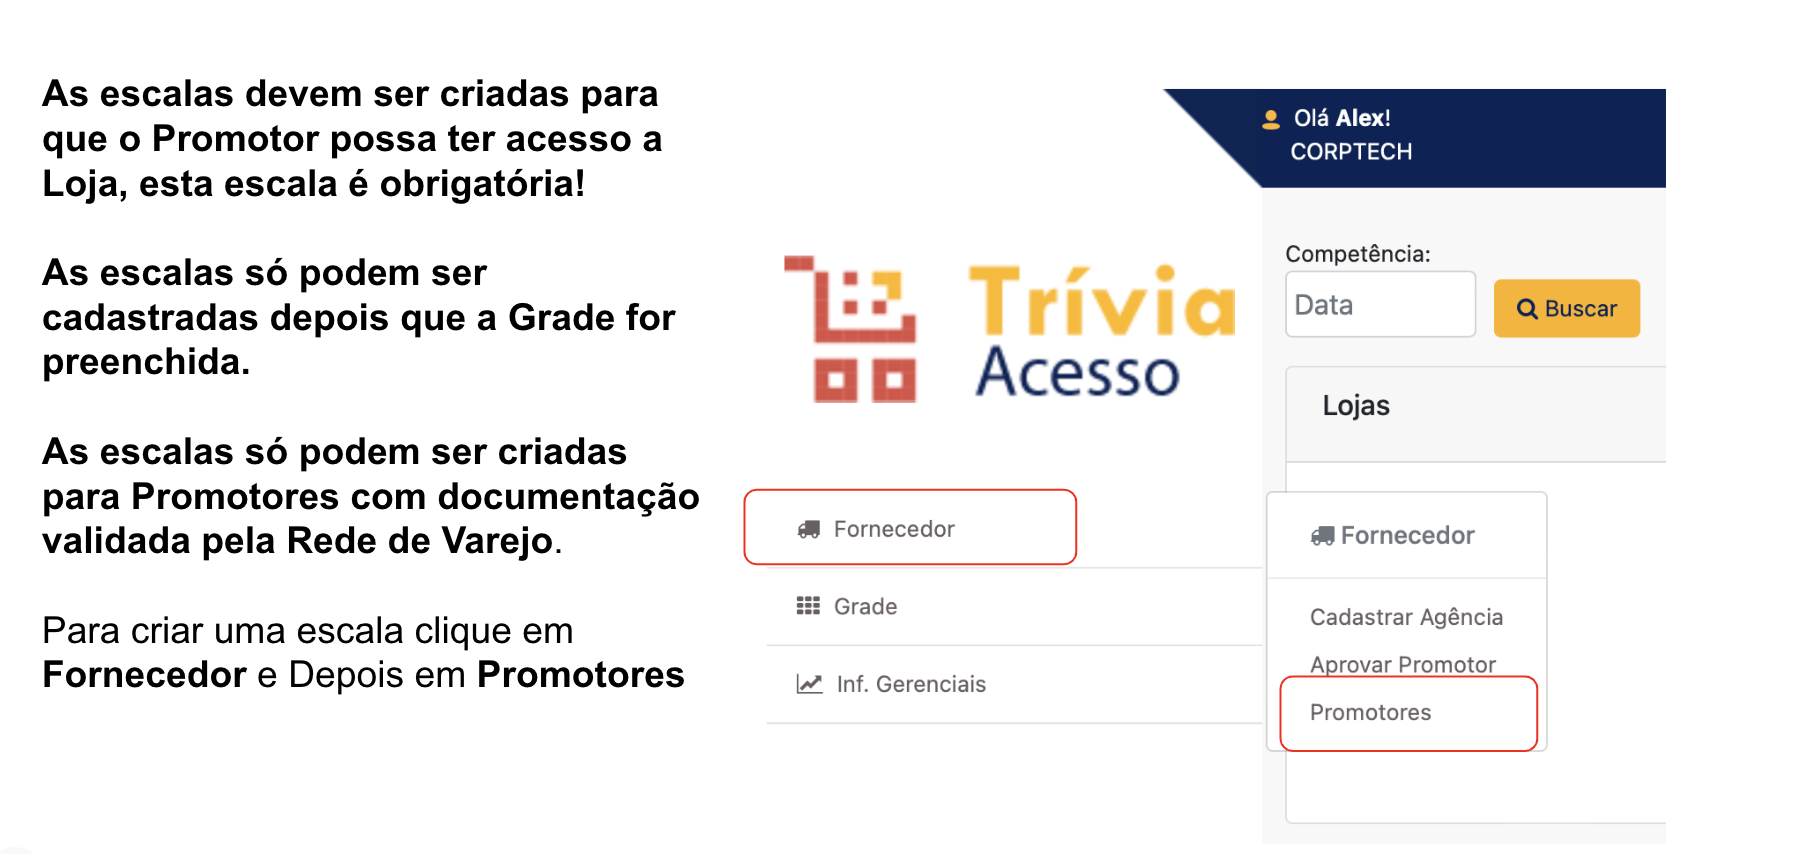 As escalas devem ser criadas para
que o Promotor possa ter acesso a
Loja, esta escala é obrigatória!
As escalas só podem ser
cadastradas depois que a Grade for
preenchida.
As escalas só podem ser criadas
para Promotores com documentação
validada pela Rede de Varejo.
Para criar uma escala clique em
Fornecedor e Depois em Promotores
Trívia
Acesso
Fornecedor
Grade
Inf. Gerenciais
Olá Alex!
CORPTECH
Competência:
Data
Buscar
Lojas
Fornecedor
Cadastrar Agência
Aprovar Promotor
Promotores